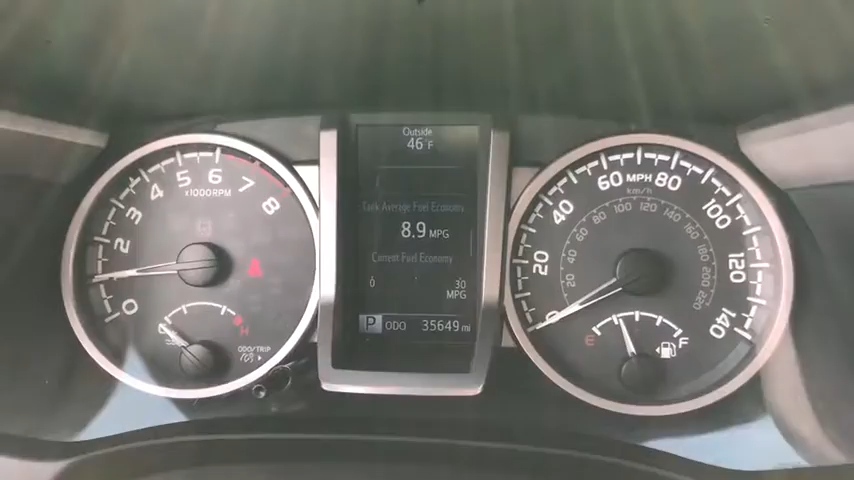 Outside
46 F
Tank Average Fuel Economy
8.9 MPG
Current Fuel Economy
0 30
MPG
P ODO 35649 mi
0 1 2 3 4 5 6 7 8
x1000RPM
H
ODO/TRIP
0 20 40 60 80 100 120 140
MPH
km/h
20 40 60 80 100 120 140 160 180 200 220
E F